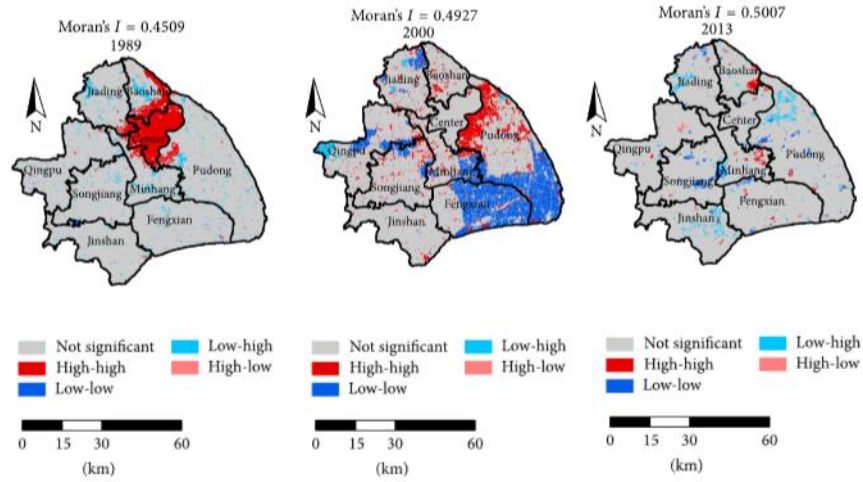 Moran's I = 0.4509
1989
Jiading
Baoshan
Center
Qingpu
Pudong
Songjiang
Minhang
Fengxian
Jinshan
N
Not significant
High-high
Low-low
Low-high
High-low
0 15 30 60
(km)
Moran's I = 0.4927
2000
Jiading
Baoshan
Center
Qingpu
Pudong
Minhang
Songjiang
Fengxian
Jinshan
N
Not significant
High-high
Low-low
Low-high
High-low
0 15 30 60
(km)
Moran's I = 0.5007
2013
Jiading
Baoshan
Center
Qingpu
Pudong
Minhang
Songjiang
Fengxian
Jinshan
N
Not significant
High-high
Low-low
Low-high
High-low
0 15 30 60
(km)